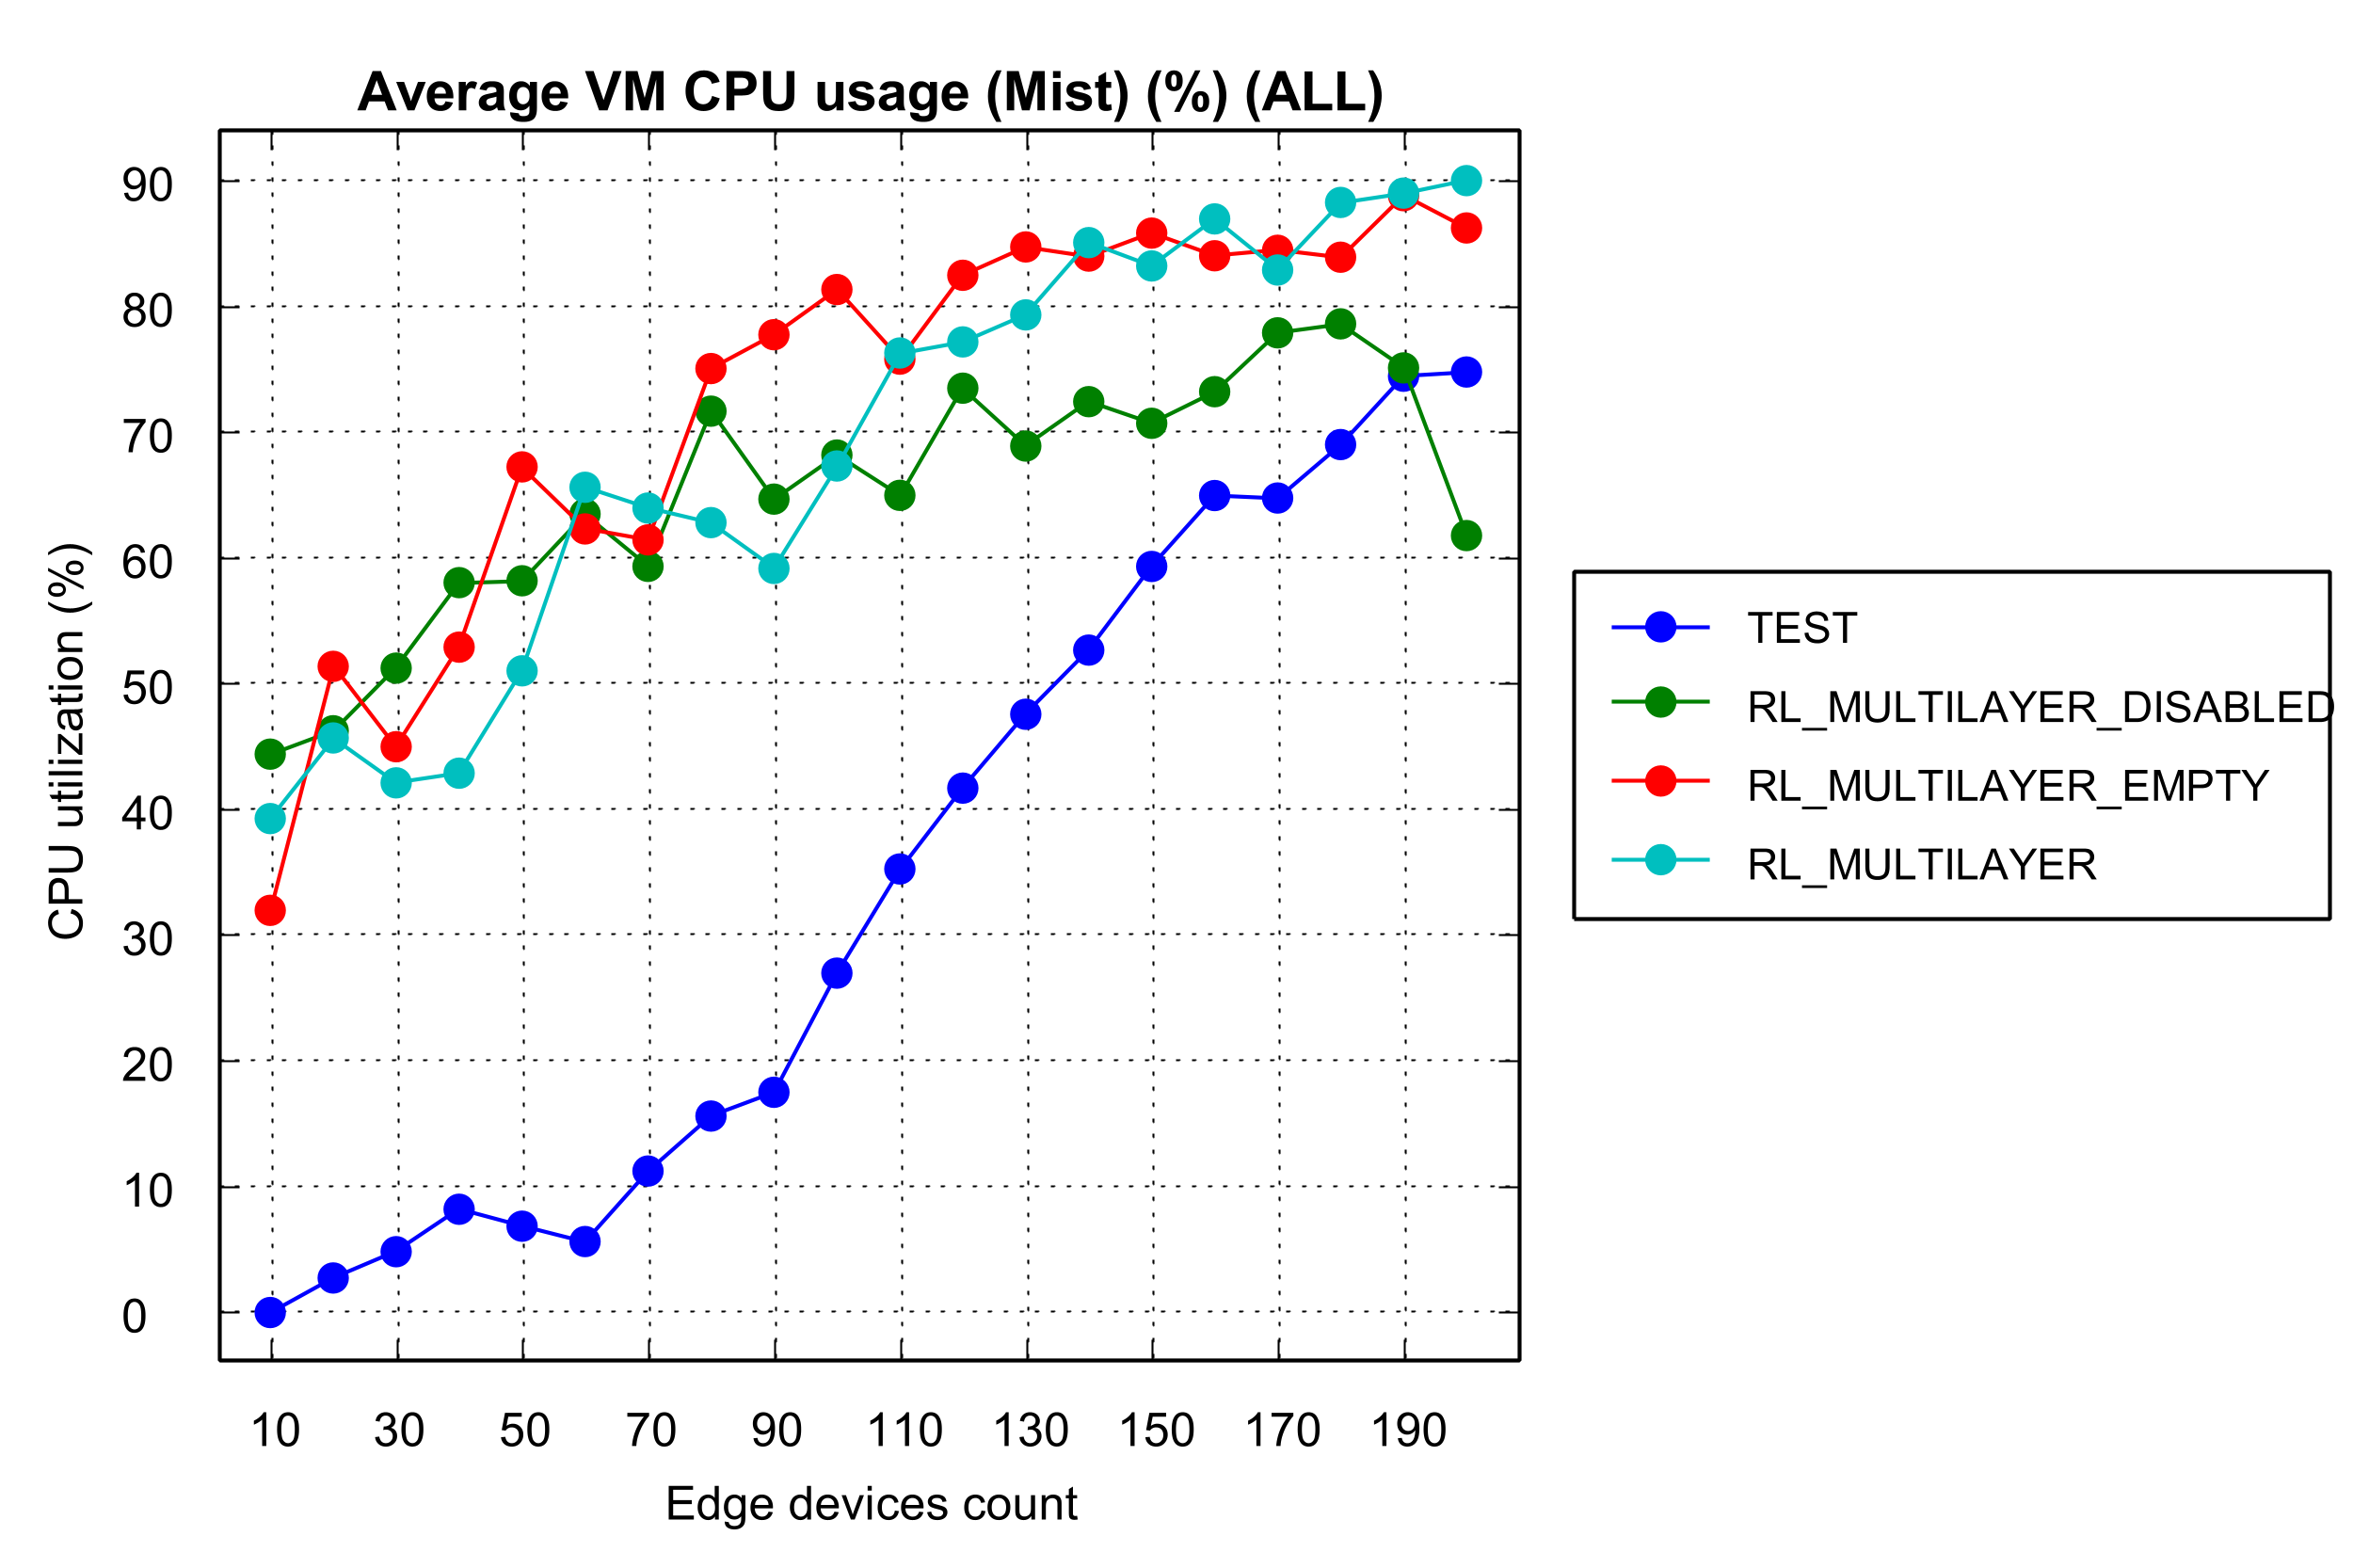 Average VM CPU usage (Mist) (%) (ALL)
90
80
70
60
50
40
30
20
10
0
CPU utilization (%)
10 30 50 70 90 110 130 150 170 190
Edge devices count
TEST
RL_MULTILAYER_DISABLED
RL_MULTILAYER_EMPTY
RL_MULTILAYER